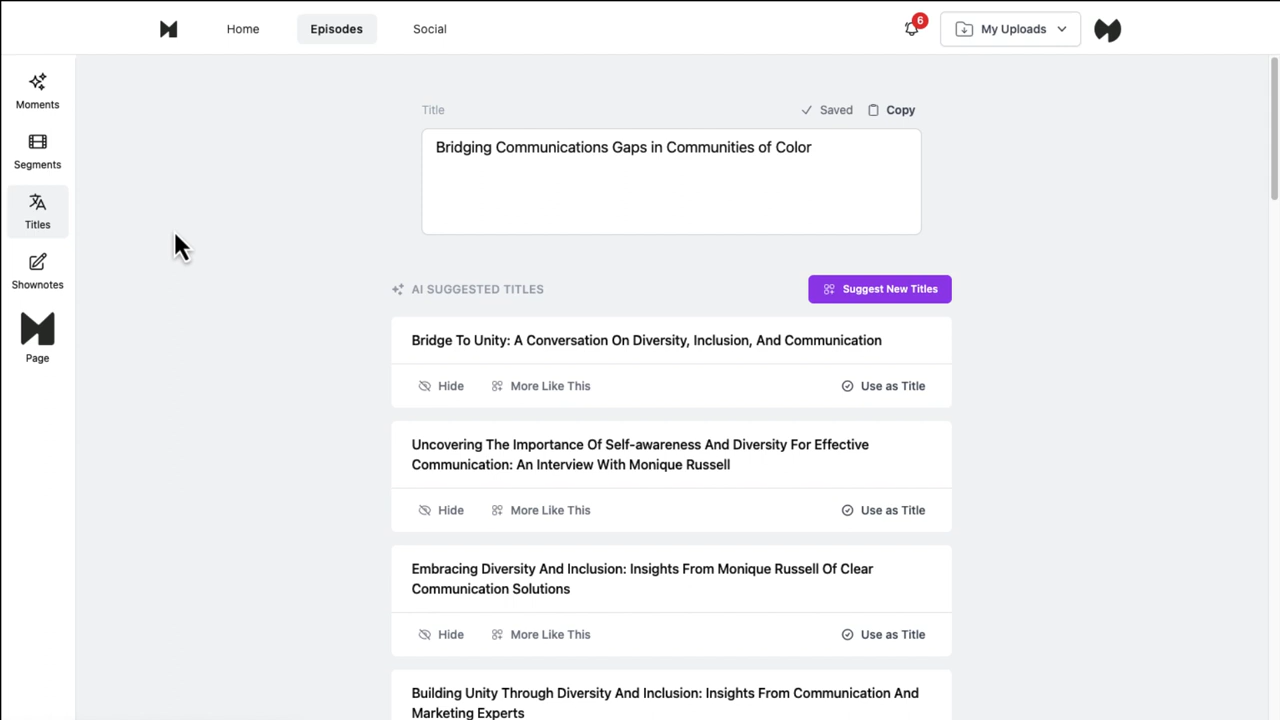 Home
Episodes
Social
6
My Uploads
Moments
Segments
Titles
Shownotes
Page
Title
Saved
Copy
Bridging Communications Gaps in Communities of Color
AI SUGGESTED TITLES
Suggest New Titles
Bridge To Unity: A Conversation On Diversity, Inclusion, And Communication
Hide
More Like This
Use as Title
Uncovering The Importance Of Self-awareness And Diversity For Effective
Communication: An Interview With Monique Russell
Hide
More Like This
Use as Title
Embracing Diversity And Inclusion: Insights From Monique Russell Of Clear
Communication Solutions
Hide
More Like This
Use as Title
Building Unity Through Diversity And Inclusion: Insights From Communication And
Marketing Experts